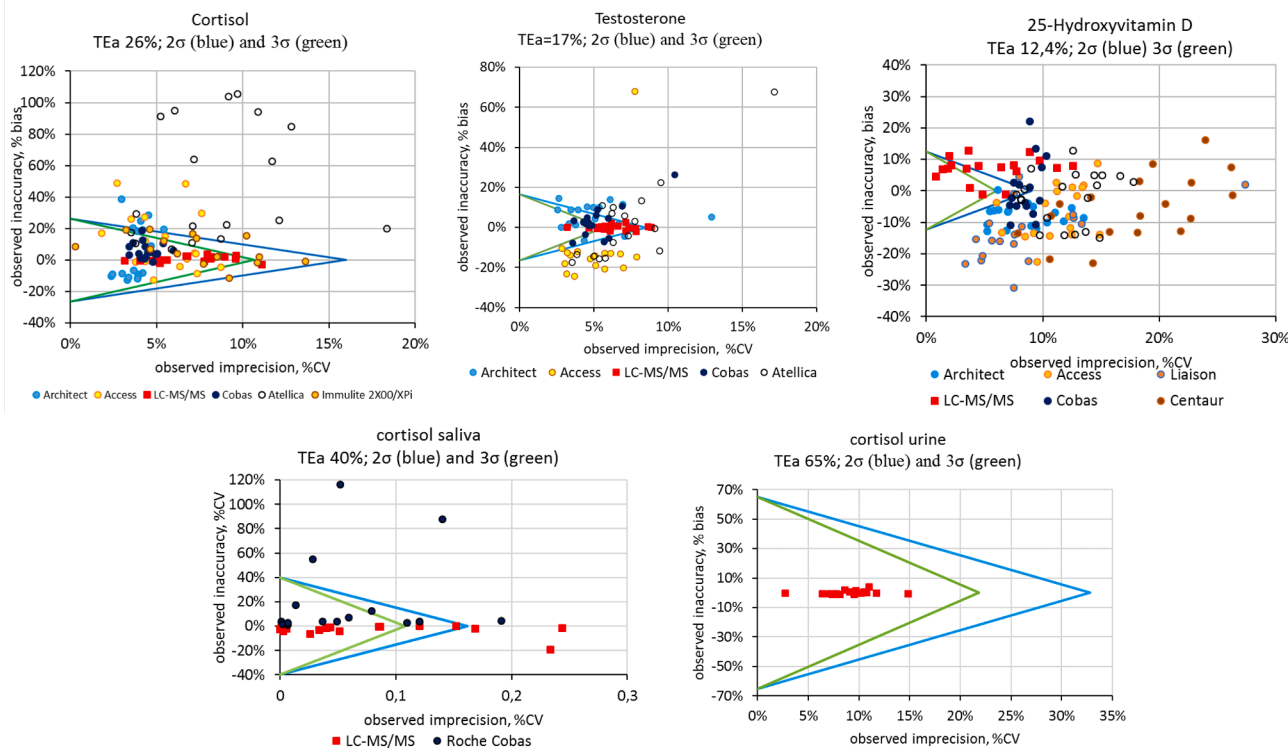 Cortisol
TEa 26%; 2σ (blue) and 3σ (green)
observed inaccuracy, % bias
120%
100%
80%
60%
40%
20%
0%
-20%
-40%
0% 5% 10% 15% 20%
observed imprecision, %CV
Architect Access LC-MS/MS Cobas Atellica Immulite 2X00/XPi
Testosterone
TEa=17%; 2σ (blue) and 3σ (green)
observed inaccuracy, % bias
80%
60%
40%
20%
0%
-20%
-40%
0% 5% 10% 15% 20%
observed imprecision, %CV
Architect Access LC-MS/MS Cobas Atellica
25-Hydroxyvitamin D
TEa 12,4%; 2σ (blue) 3σ (green)
observed inaccuracy, % bias
40%
30%
20%
10%
0%
-10%
-20%
-30%
-40%
0% 10% 20% 30%
observed imprecision, %CV
Architect Access Liaison
LC-MS/MS Cobas Centaur
cortisol saliva
TEa 40%; 2σ (blue) and 3σ (green)
observed inaccuracy, %CV
120%
100%
80%
60%
40%
20%
0%
-20%
-40%
0 0,1 0,2 0,3
observed imprecision, %CV
LC-MS/MS Roche Cobas
cortisol urine
TEa 65%; 2σ (blue) and 3σ (green)
observed inaccuracy, % bias
70%
50%
30%
10%
-10%
-30%
-50%
-70%
0% 5% 10% 15% 20% 25% 30% 35%
observed imprecision, %CV